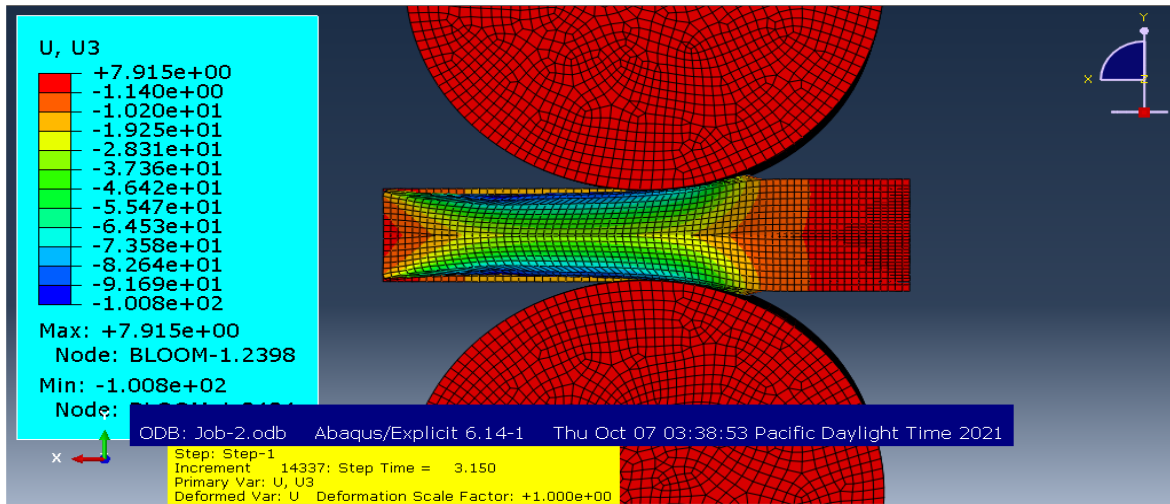 U, U3
+7.915e+00
-1.140e+00
-1.020e+01
-1.925e+01
-2.831e+01
-3.736e+01
-4.642e+01
-5.547e+01
-6.453e+01
-7.358e+01
-8.264e+01
-9.169e+01
-1.008e+02
Max: +7.915e+00
Node: BLOOM-1.2398
Min: -1.008e+02
Node:
Y
X
Z
Y
X
ODB: Job-2.odb Abaqus/Explicit 6.14-1 Thu Oct 07 03:38:53 Pacific Daylight Time 2021
Step: Step-1
Increment 14337: Step Time = 3.150
Primary Var: U, U3
Deformed Var: U Deformation Scale Factor: +1.000e+00